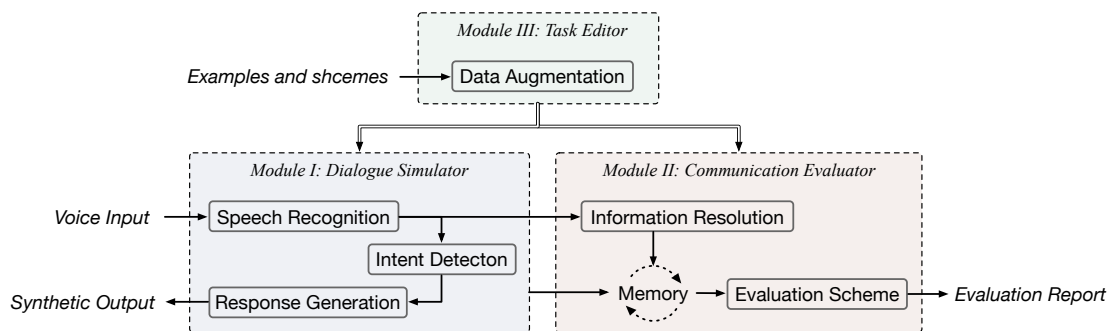 Module III: Task Editor
Examples and shcemes
Data Augmentation
Module I: Dialogue Simulator
Module II: Communication Evaluator
Voice Input
Speech Recognition
Information Resolution
Intent Detecton
Synthetic Output
Response Generation
Memory
Evaluation Scheme
Evaluation Report